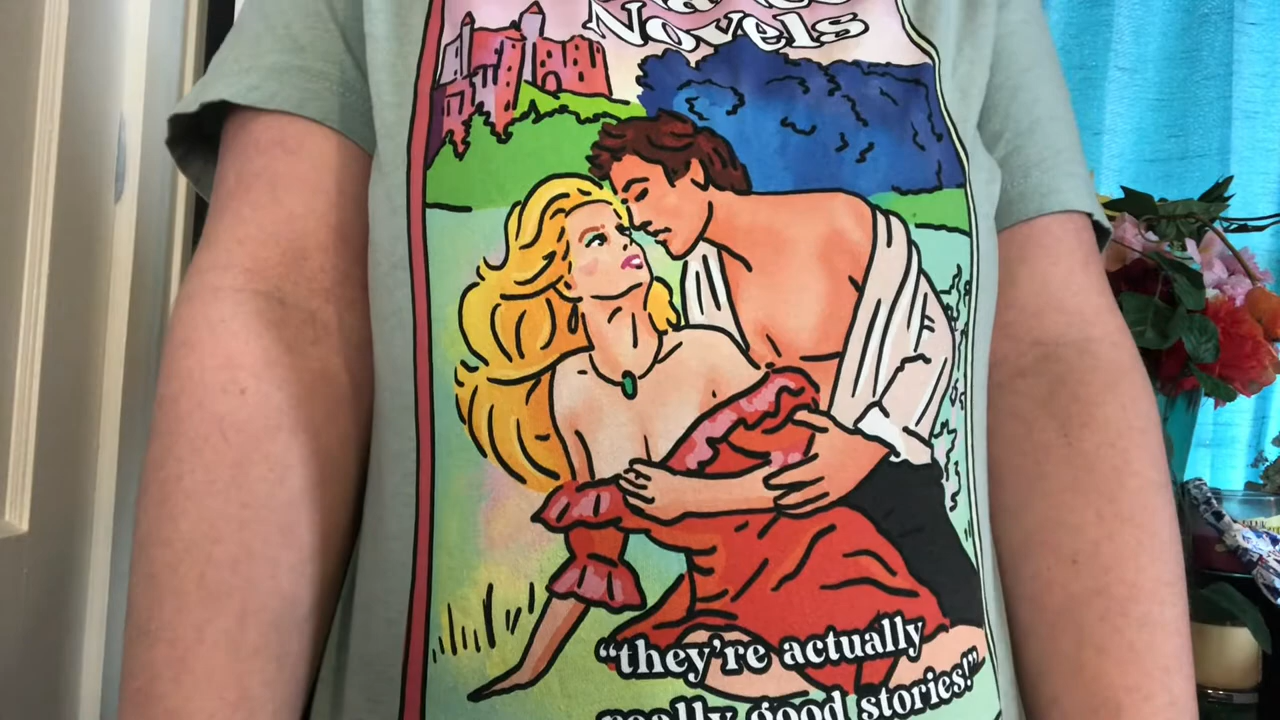 Novels
“they’re actually
really good stories!”